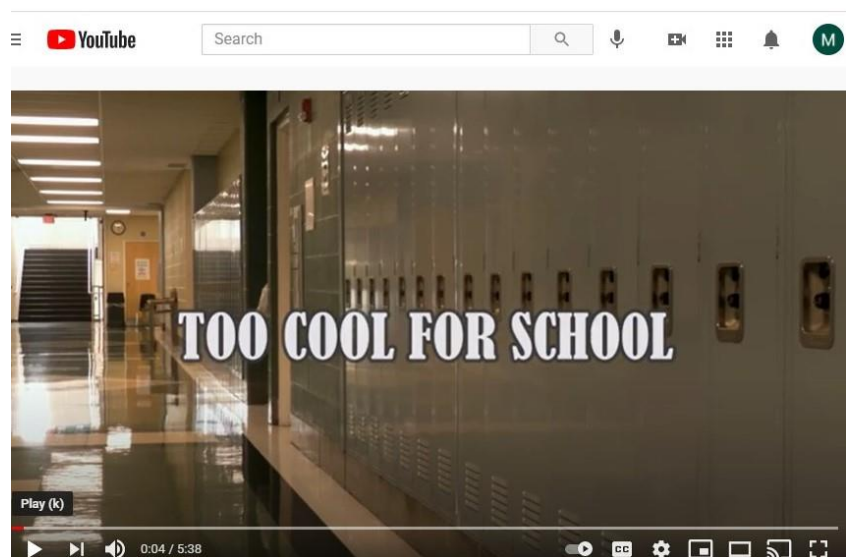 YouTube
Search
M
TOO COOL FOR SCHOOL
Play (k)
0:04 / 5:38
CC